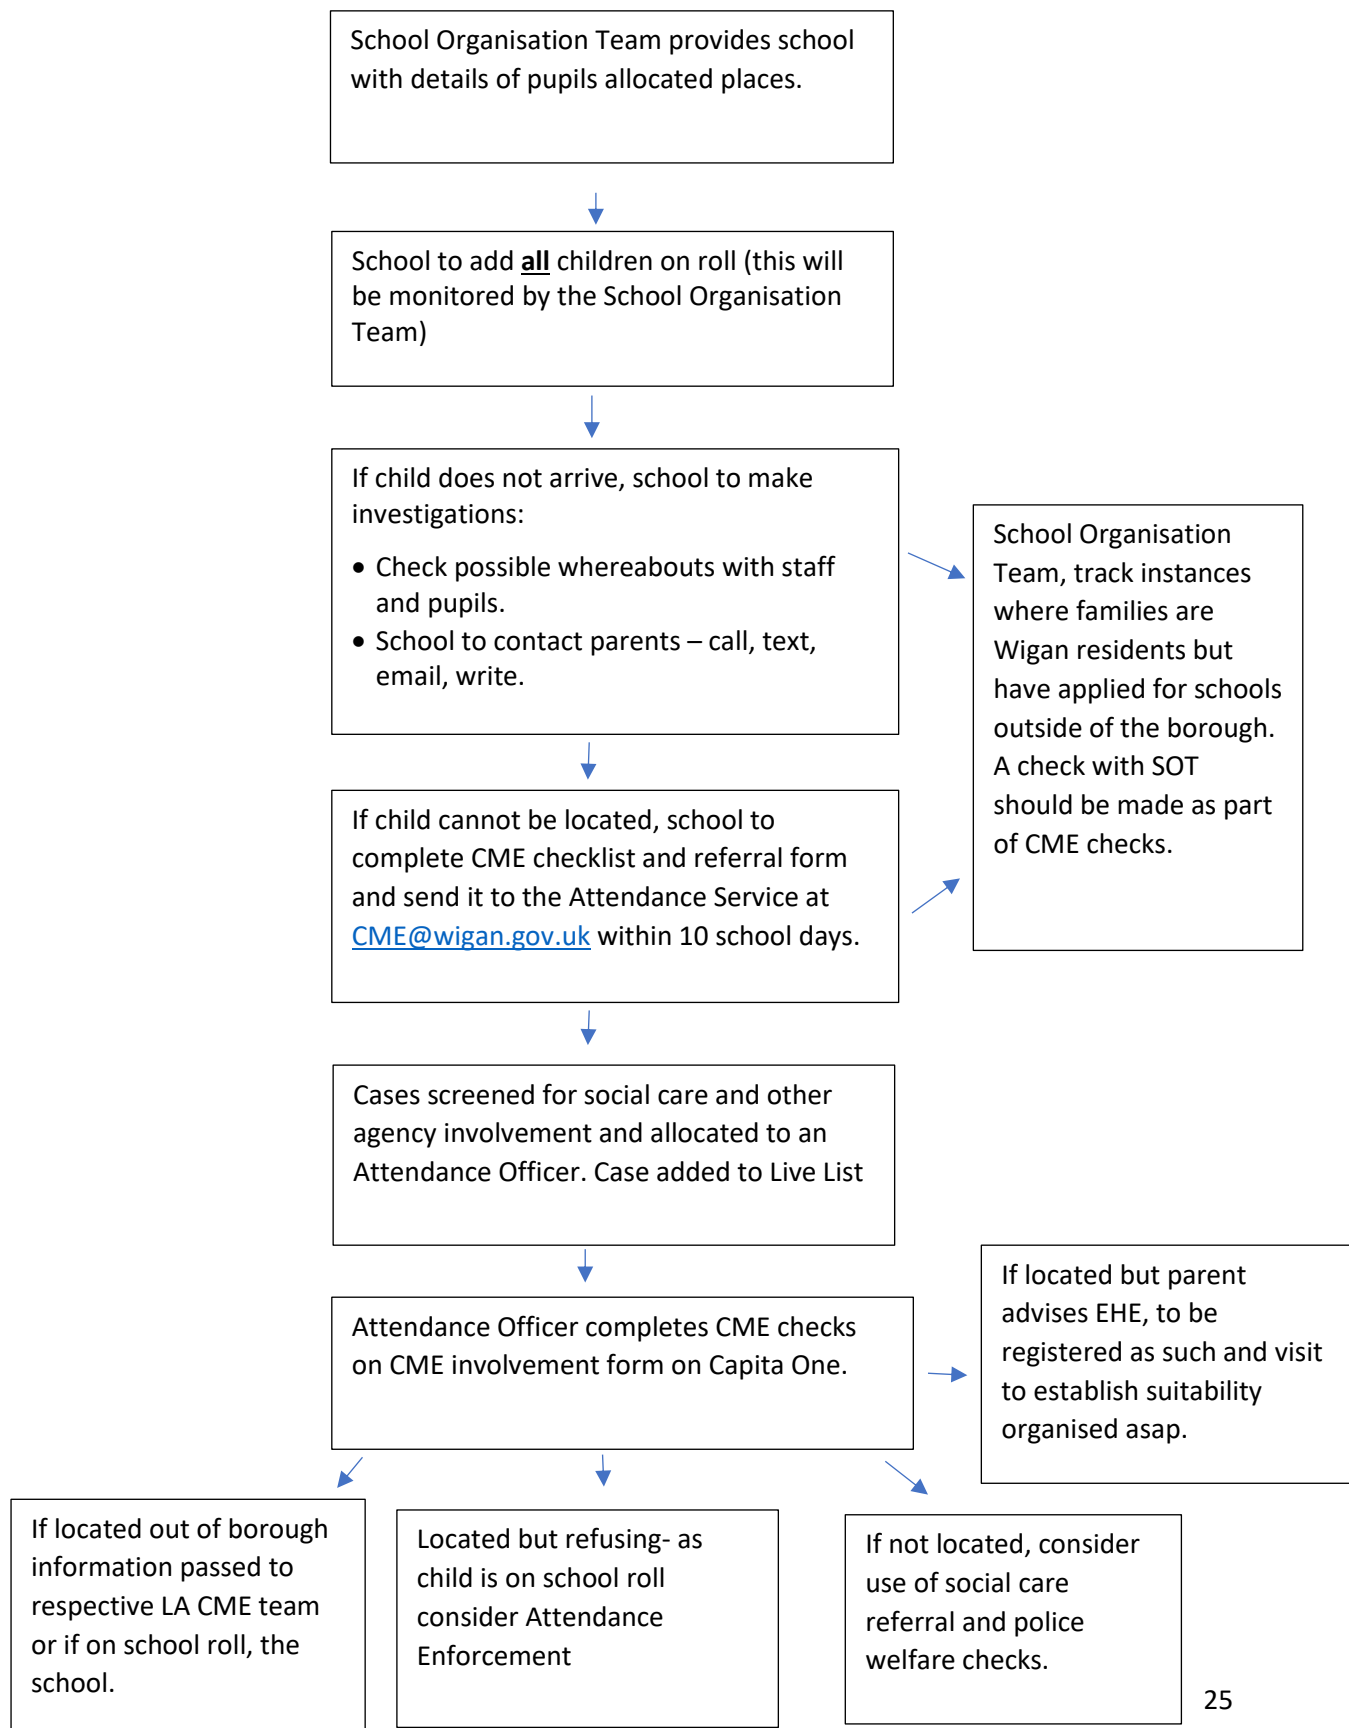 School Organisation Team provides school
with details of pupils allocated places.
School to add all children on roll (this will
be monitored by the School Organisation
Team)
If child does not arrive, school to make
investigations:
• Check possible whereabouts with staff
and pupils.
• School to contact parents – call, text,
email, write.
School Organisation
Team, track instances
where families are
Wigan residents but
have applied for schools
outside of the borough.
A check with SOT
should be made as part
of CME checks.
If child cannot be located, school to
complete CME checklist and referral form
and send it to the Attendance Service at
CME@wigan.gov.uk within 10 school days.
Cases screened for social care and other
agency involvement and allocated to an
Attendance Officer. Case added to Live List
Attendance Officer completes CME checks
on CME involvement form on Capita One.
If located but parent
advises EHE, to be
registered as such and visit
to establish suitability
organised asap.
If located out of borough
information passed to
respective LA CME team
or if on school roll, the
school.
Located but refusing- as
child is on school roll
consider Attendance
Enforcement
If not located, consider
use of social care
referral and police
welfare checks.
25